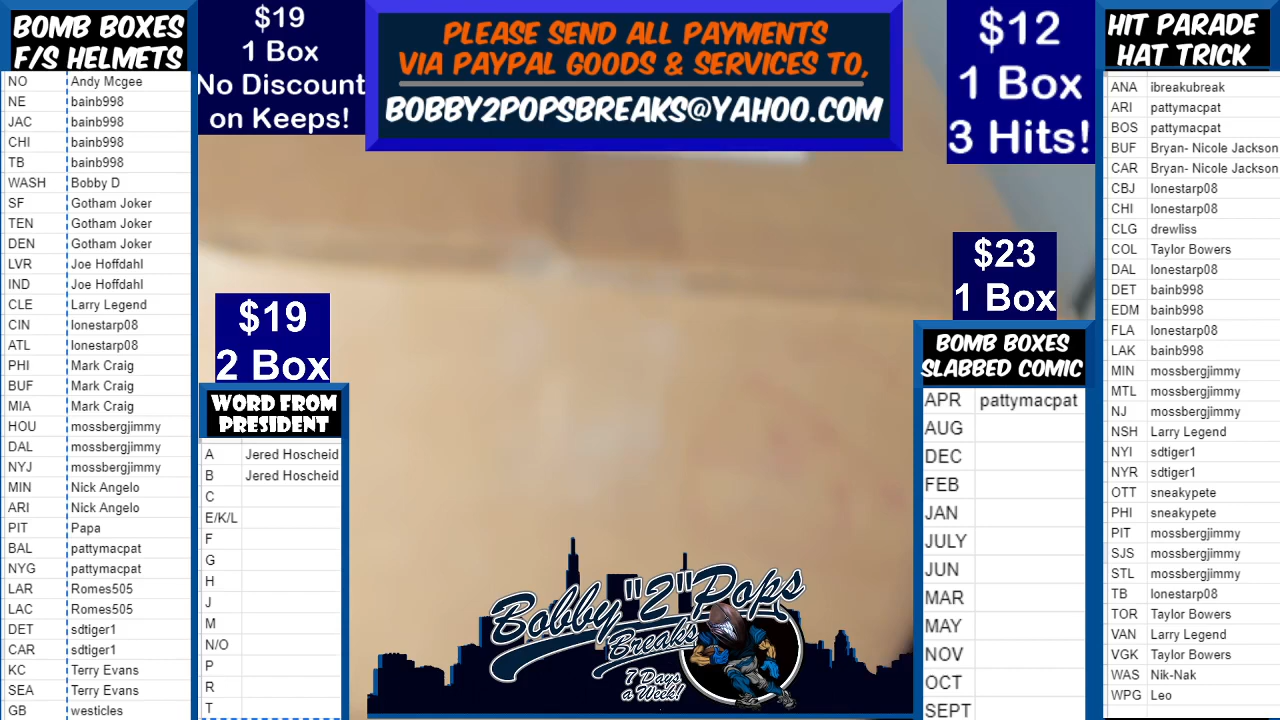 BOMB BOXES
F/S HELMETS
NO Andy Mcgee
NE bainb998
JAC bainb998
CHI bainb998
TB bainb998
WASH Bobby D
SF Gotham Joker
TEN Gotham Joker
DEN Gotham Joker
LVR Joe Hoffdahl
IND Joe Hoffdahl
CLE Larry Legend
CIN lonestarp08
ATL lonestarp08
PHI Mark Craig
BUF Mark Craig
MIA Mark Craig
HOU mossbergjimmy
DAL mossbergjimmy
NYJ mossbergjimmy
MIN Nick Angelo
ARI Nick Angelo
PIT Papa
BAL pattymacpat
NYG pattymacpat
LAR Romes505
LAC Romes505
DET sdtiger1
CAR sdtiger1
KC Terry Evans
SEA Terry Evans
GB westicles
$19
1 Box
No Discount
on Keeps!
$19
2 Box
WORD FROM
PRESIDENT
A Jered Hoscheid
B Jered Hoscheid
C
E/K/L
F
G
H
J
M
N/O
P
R
T
PLEASE SEND ALL PAYMENTS
VIA PAYPAL GOODS & SERVICES TO,
BOBBY2POPSBREAKS@YAHOO.COM
Bobby "2" Pops
Breaks
7 Days
a Week!
$12
1 Box
3 Hits!
$23
1 Box
BOMB BOXES
SLABBED COMIC
APR pattymacpat
AUG
DEC
FEB
JAN
JULY
JUN
MAR
MAY
NOV
OCT
SEPT
HIT PARADE
HAT TRICK
ANA ibreakubreak
ARI pattymacpat
BOS pattymacpat
BUF Bryan- Nicole Jackson
CAR Bryan- Nicole Jackson
CBJ lonestarp08
CHI lonestarp08
CLG drewliss
COL Taylor Bowers
DAL lonestarp08
DET bainb998
EDM bainb998
FLA lonestarp08
LAK bainb998
MIN mossbergjimmy
MTL mossbergjimmy
NJ mossbergjimmy
NSH Larry Legend
NYI sdtiger1
NYR sdtiger1
OTT sneakypete
PHI sneakypete
PIT mossbergjimmy
SJS mossbergjimmy
STL mossbergjimmy
TB lonestarp08
TOR Taylor Bowers
VAN Larry Legend
VGK Taylor Bowers
WAS Nik-Nak
WPG Leo